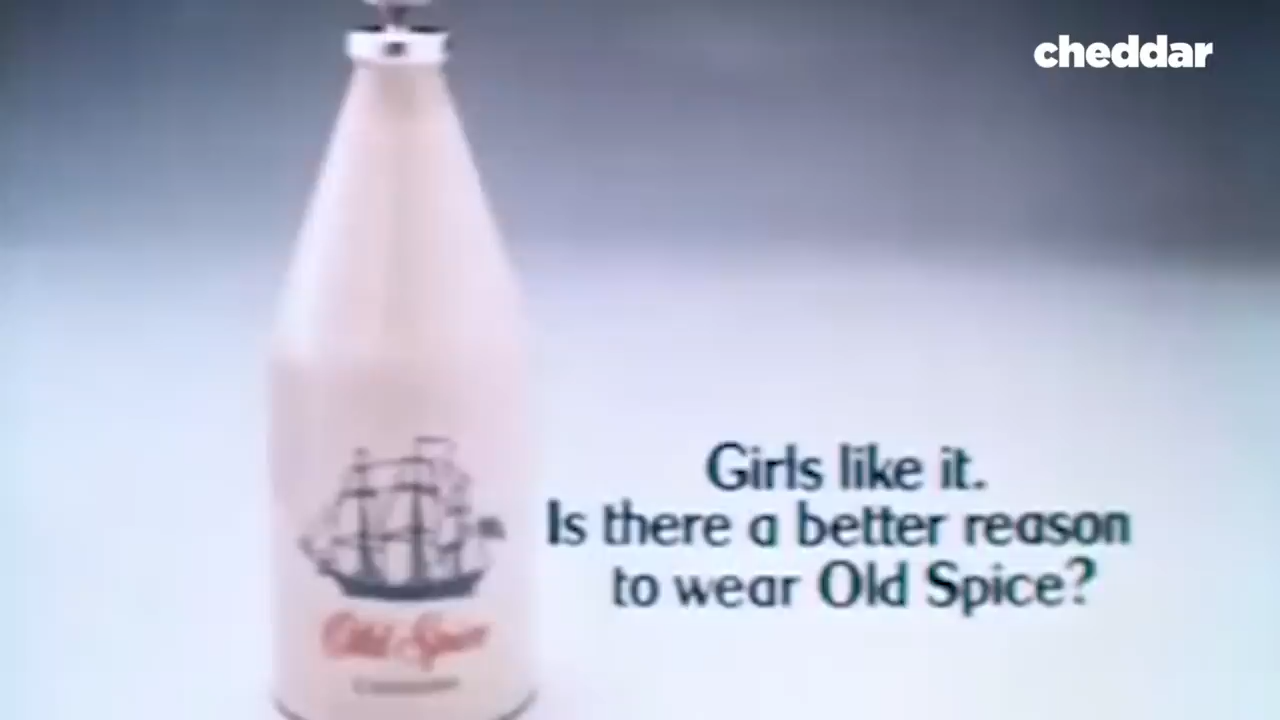 cheddar
Girls like it.
Is there a better reason
to wear Old Spice?
Old Spice